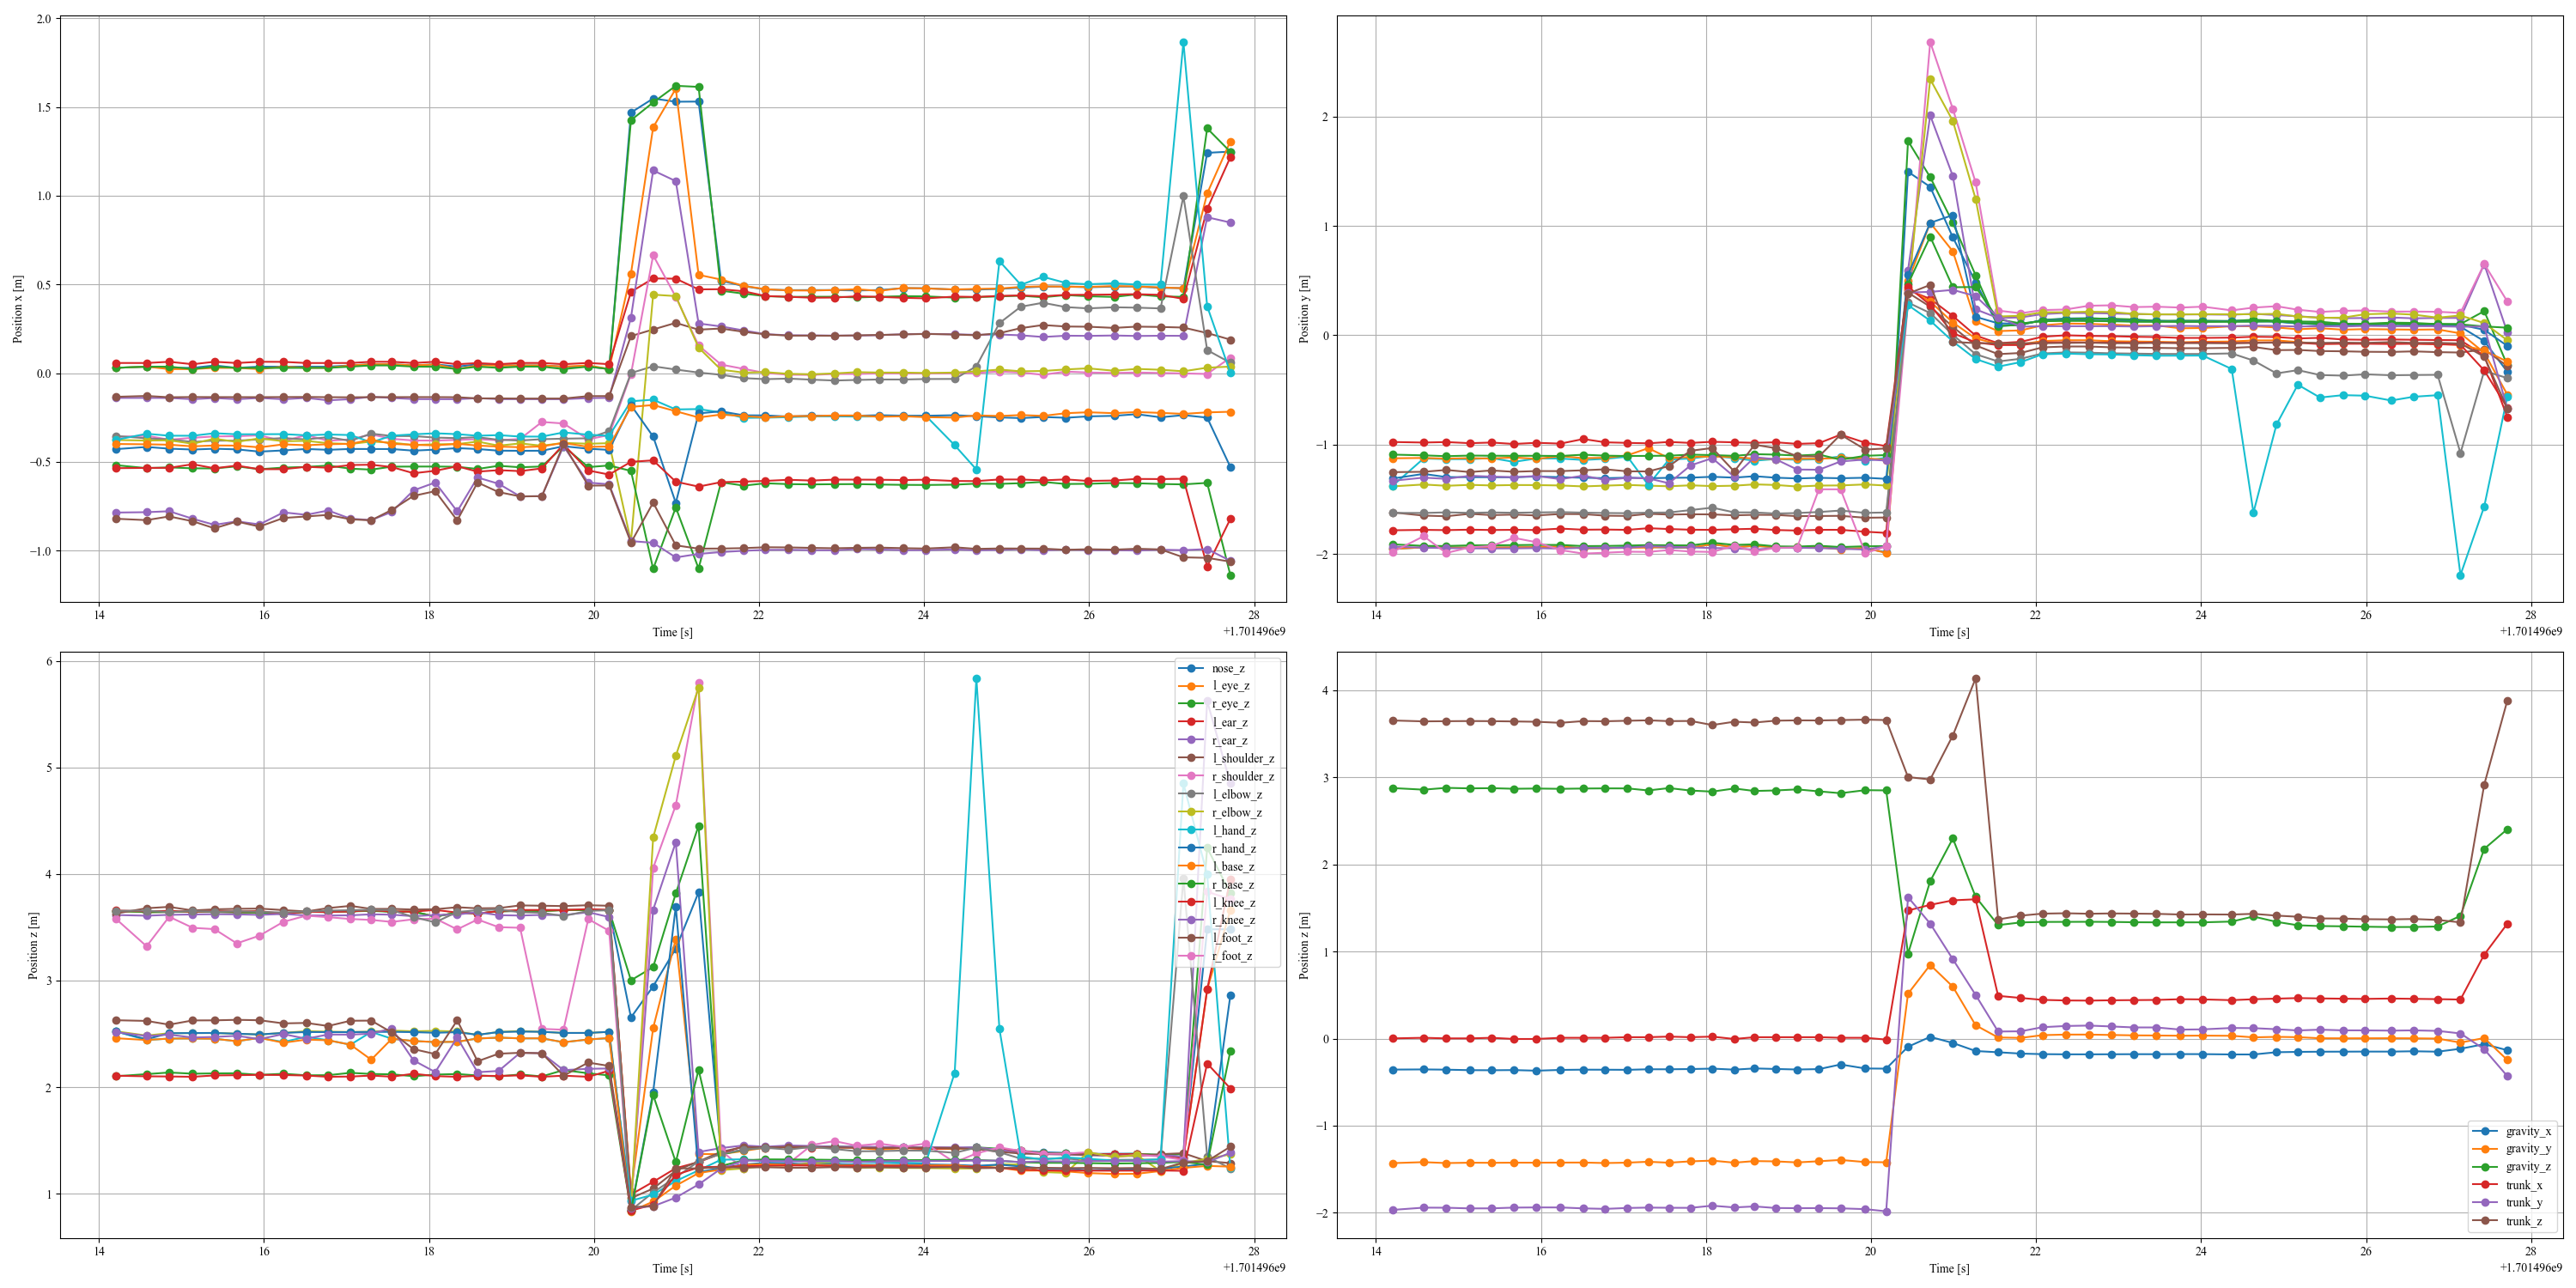 2.0
1.5
1.0
0.5
0.0
−0.5
−1.0
Position x [m]
14 16 18 20 22 24 26 28
Time [s]
+1.701496e9
2
1
0
−1
−2
Position y [m]
14 16 18 20 22 24 26 28
Time [s]
+1.701496e9
6
5
4
3
2
1
Position z [m]
nose_z
l_eye_z
r_eye_z
l_ear_z
r_ear_z
l_shoulder_z
r_shoulder_z
l_elbow_z
r_elbow_z
l_hand_z
r_hand_z
l_base_z
r_base_z
l_knee_z
r_knee_z
l_foot_z
r_foot_z
14 16 18 20 22 24 26 28
Time [s]
+1.701496e9
4
3
2
1
0
−1
−2
Position z [m]
gravity_x
gravity_y
gravity_z
trunk_x
trunk_y
trunk_z
14 16 18 20 22 24 26 28
Time [s]
+1.701496e9